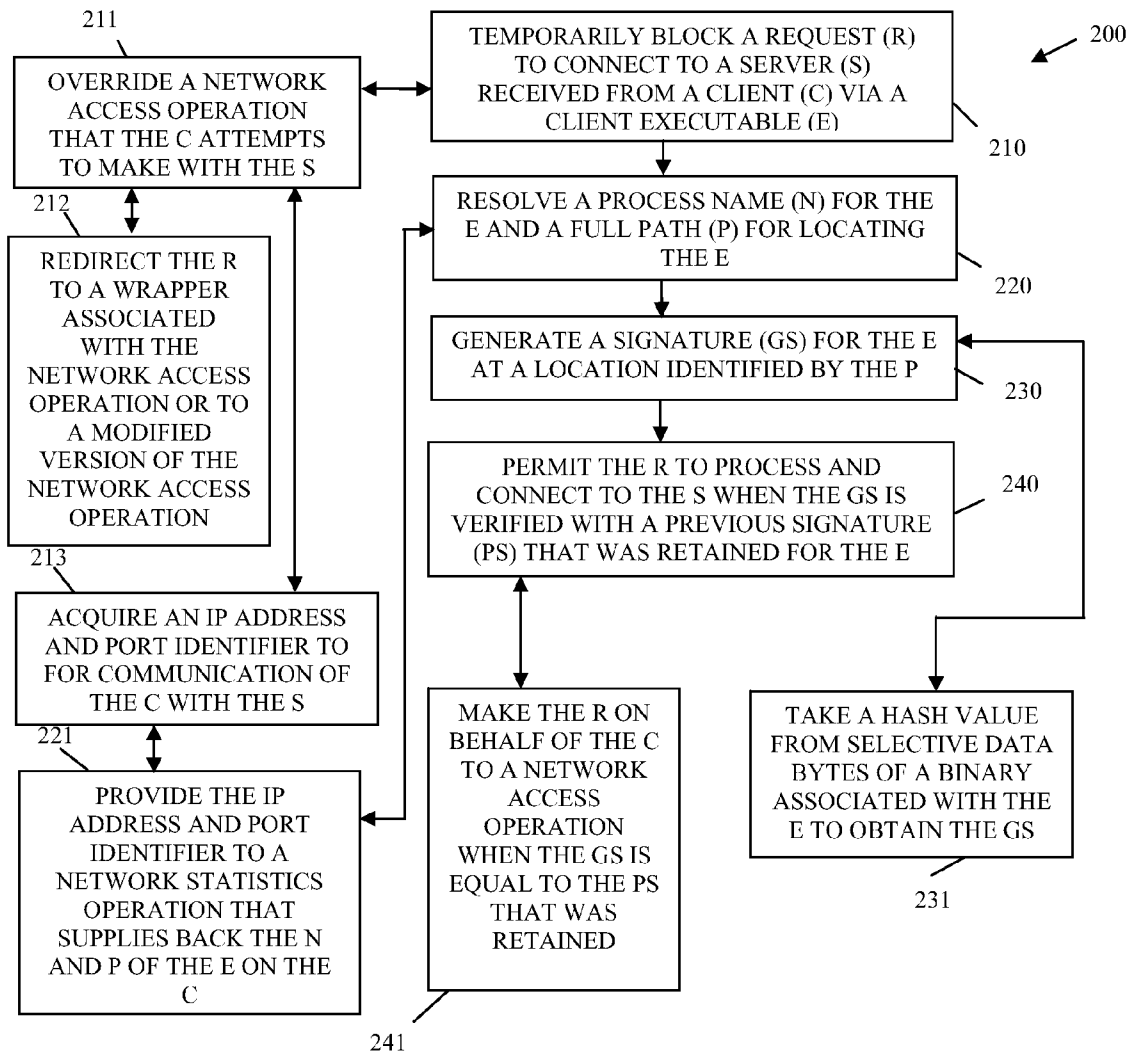 211
OVERRIDE A NETWORK
ACCESS OPERATION
THAT THE C ATTEMPTS
TO MAKE WITH THE S
TEMPORARILY BLOCK A REQUEST (R)
TO CONNECT TO A SERVER (S)
RECEIVED FROM A CLIENT (C) VIA A
CLIENT EXECUTABLE (E)
200
210
212
REDIRECT THE R
TO A WRAPPER
ASSOCIATED
WITH THE
NETWORK ACCESS
OPERATION OR TO
A MODIFIED
VERSION OF THE
NETWORK ACCESS
OPERATION
RESOLVE A PROCESS NAME (N) FOR THE
E AND A FULL PATH (P) FOR LOCATING
THE E
220
GENERATE A SIGNATURE (GS) FOR THE E
AT A LOCATION IDENTIFIED BY THE P
230
PERMIT THE R TO PROCESS AND
CONNECT TO THE S WHEN THE GS IS
VERIFIED WITH A PREVIOUS SIGNATURE
(PS) THAT WAS RETAINED FOR THE E
240
213
ACQUIRE AN IP ADDRESS
AND PORT IDENTIFIER TO
FOR COMMUNICATION OF
THE C WITH THE S
221
PROVIDE THE IP
ADDRESS AND PORT
IDENTIFIER TO A
NETWORK STATISTICS
OPERATION THAT
SUPPLIES BACK THE N
AND P OF THE E ON THE
C
MAKE THE R ON
BEHALF OF THE C
TO A NETWORK
ACCESS
OPERATION
WHEN THE GS IS
EQUAL TO THE PS
THAT WAS
RETAINED
241
TAKE A HASH VALUE
FROM SELECTIVE DATA
BYTES OF A BINARY
ASSOCIATED WITH THE
E TO OBTAIN THE GS
231